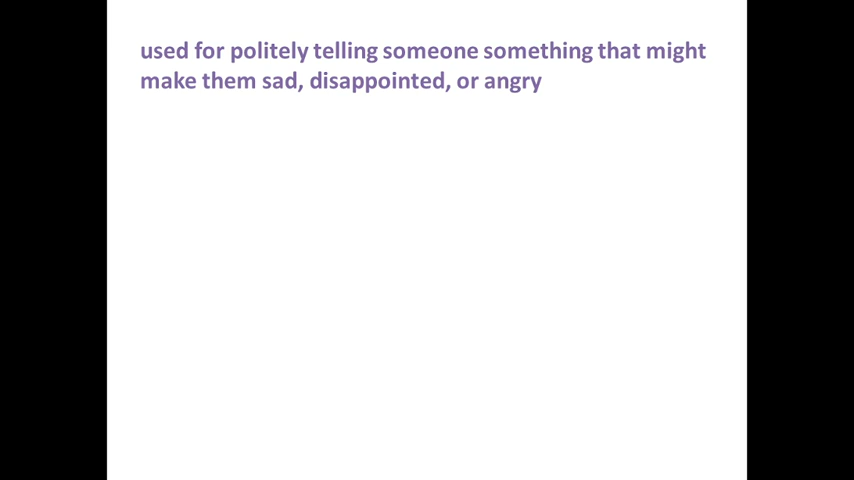 used for politely telling someone something that might
make them sad, disappointed, or angry